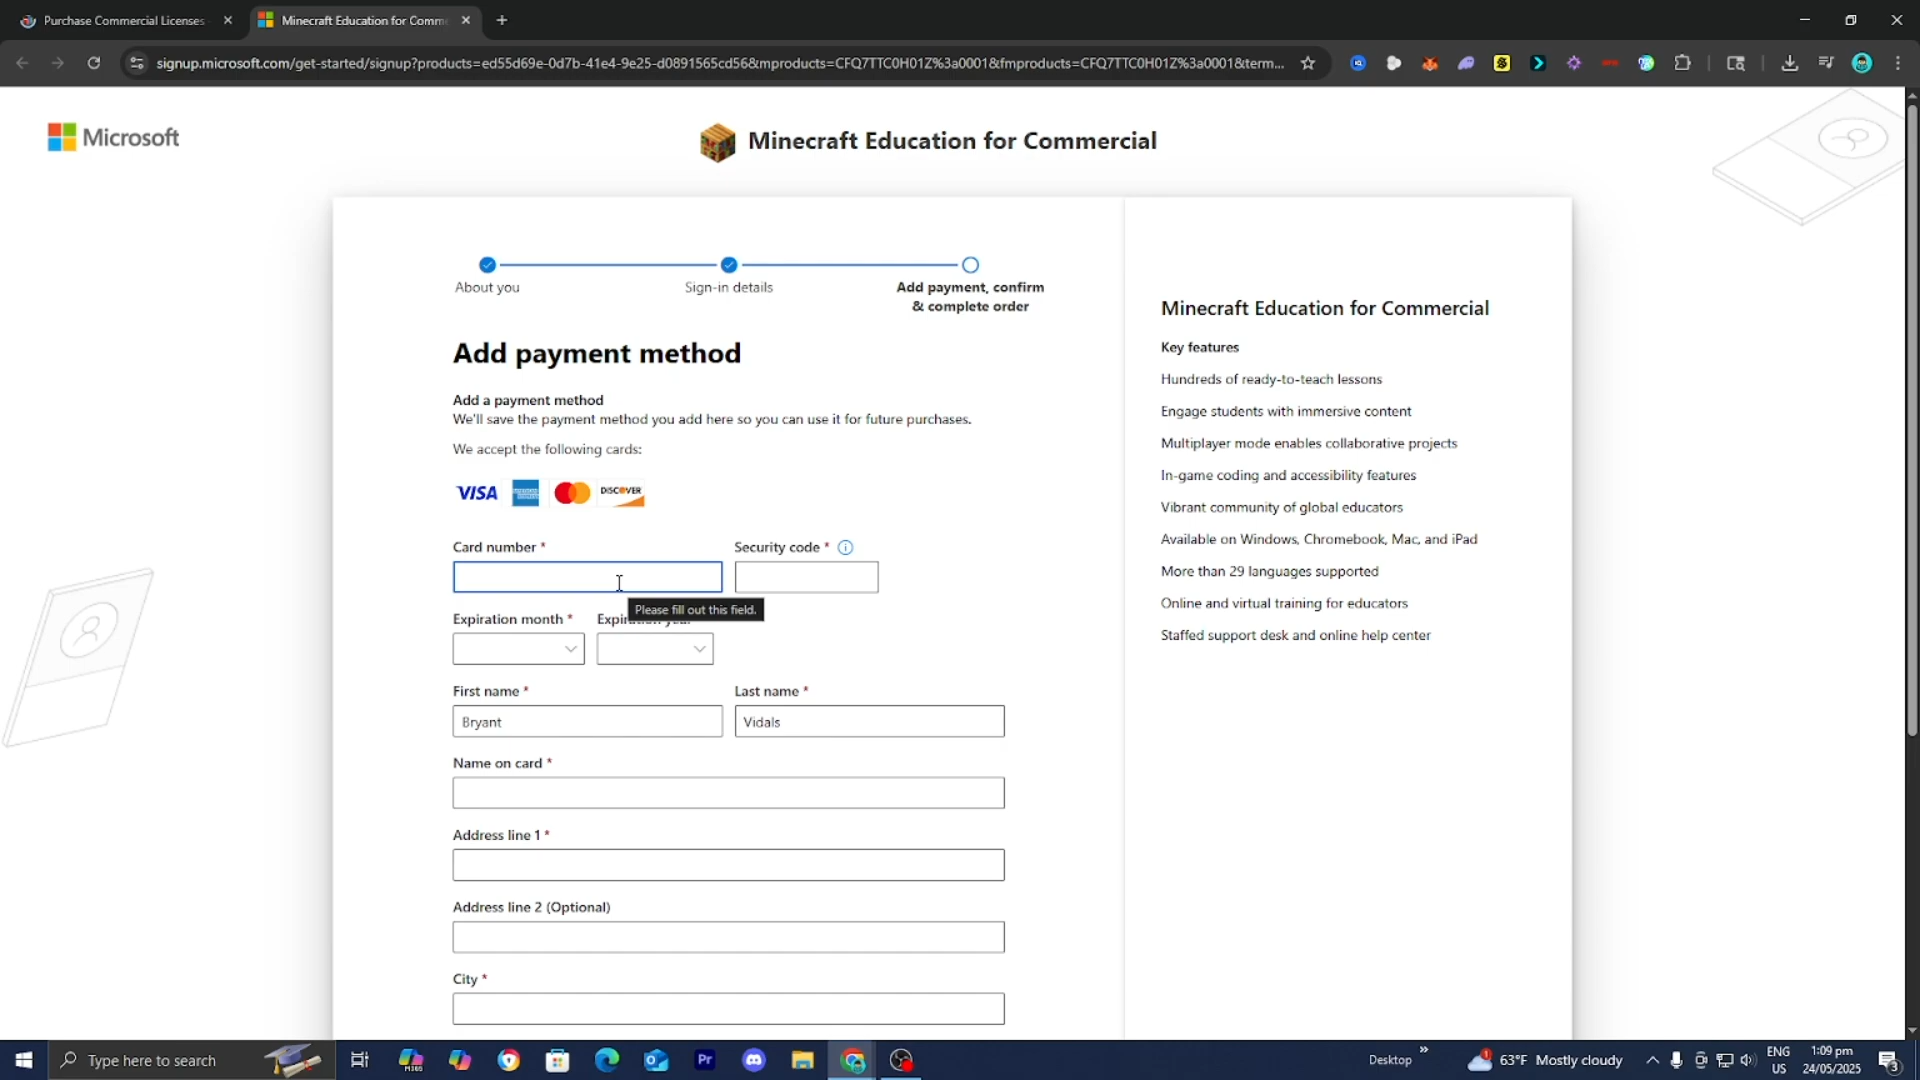 Purchase Commercial Licenses
Minecraft Education for Comme
signup.microsoft.com/get-started/signup?products=ed55d69e-0d7b-41e4-9e25-d0891565cd56&mproducts=CFQ7TTC0H01Z%3a0001&fmproducts=CFQ7TTC0H01Z%3a0001&term...
Microsoft
Minecraft Education for Commercial
About you
Sign-in details
Add payment, confirm
& complete order
Add payment method
Add a payment method
We'll save the payment method you add here so you can use it for future purchases.
We accept the following cards:
VISA
DISCOVER
Card number *
Security code *
Please fill out this field.
Expiration month *
First name *
Last name *
Bryant
Vidals
Name on card *
Address line 1 *
Address line 2 (Optional)
City *
Minecraft Education for Commercial
Key features
Hundreds of ready-to-teach lessons
Engage students with immersive content
Multiplayer mode enables collaborative projects
In-game coding and accessibility features
Vibrant community of global educators
Available on Windows, Chromebook, Mac, and iPad
More than 29 languages supported
Online and virtual training for educators
Staffed support desk and online help center
Type here to search
M365
Pr
Desktop
1
63°F Mostly cloudy
ENG
US
1:09 pm
24/05/2025
3